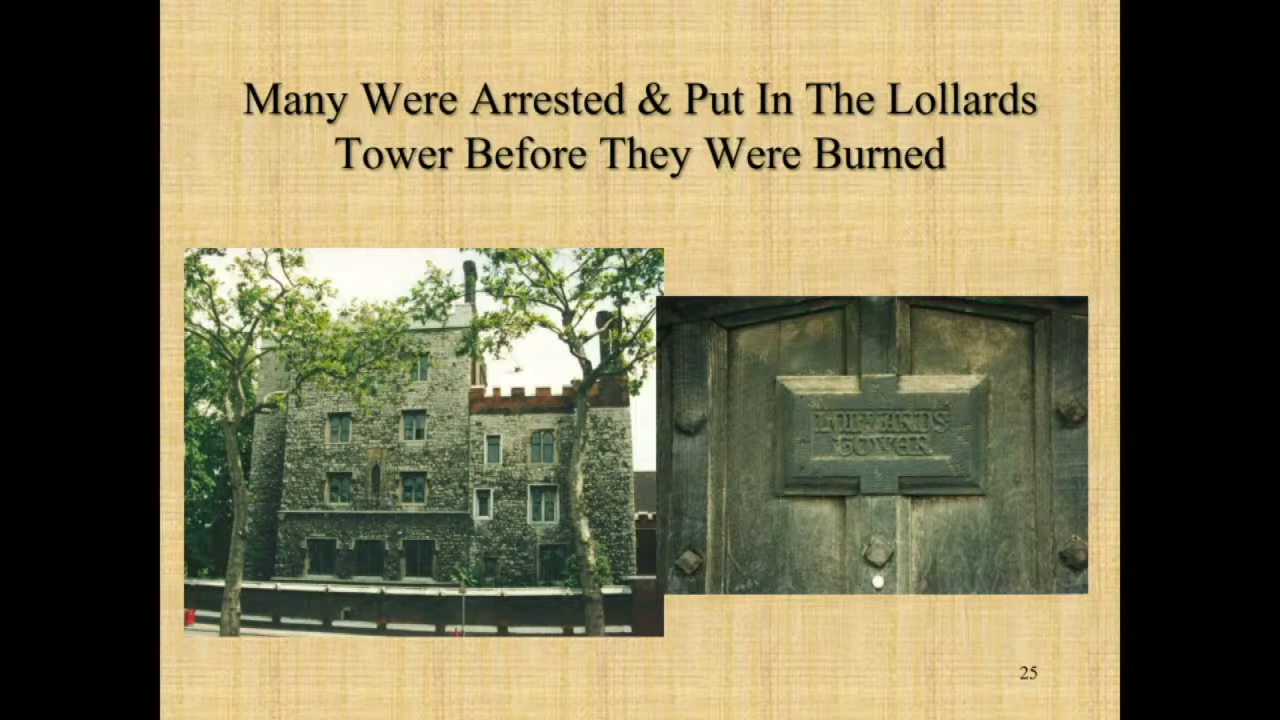 Many Were Arrested & Put In The Lollards
Tower Before They Were Burned
LOLLARDS
TOWER
25